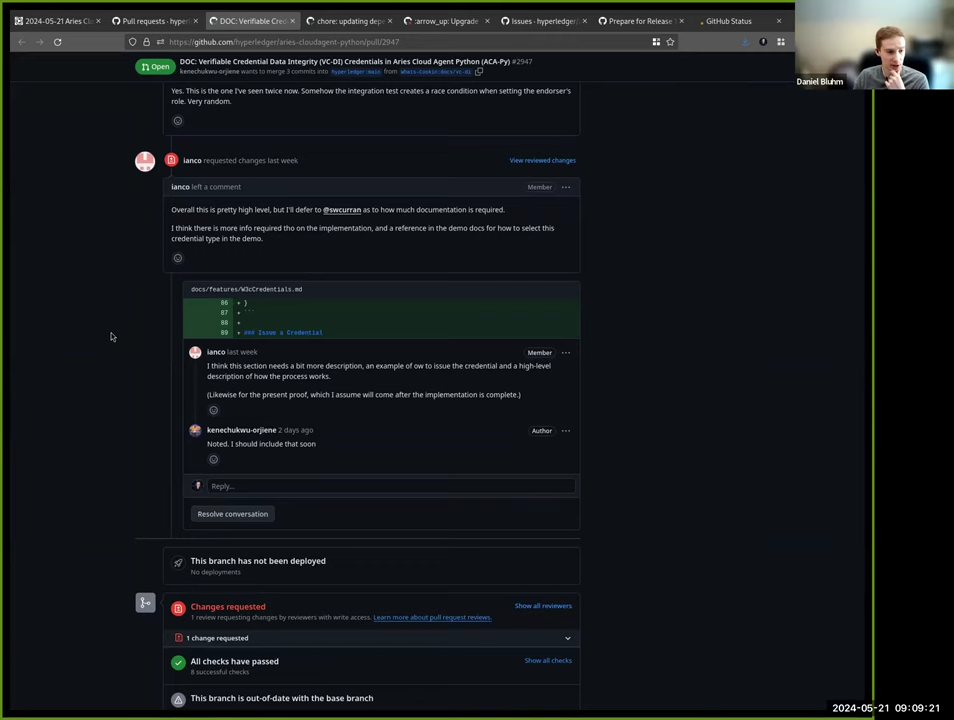 2024-05-21 Aries Cl
Pull requests · hyperl
DOC: Verifiable Cred
chore: updating dep
:arrow_up: Upgrade
Issues · hyperledger/
Prepare for Release
GitHub Status
https://github.com/hyperledger/aries-cloudagent-python/pull/2947
Daniel Bluhm
Open
DOC: Verifiable Credential Data Integrity (VC-DI) Credentials in Aries Cloud Agent Python (ACA-Py) #2947
kenechukwu-orjiene wants to merge 3 commits into hyperledger:main from whats-Cookin:docs/vc-di
Yes. This is the one I've seen twice now. Somehow the integration test creates a race condition when setting the endorser's
role. Very random.
ianco requested changes last week
View reviewed changes
ianco left a comment
Member
Overall this is pretty high level, but I'll defer to @swcurran as to how much documentation is required.
I think there is more info required tho on the implementation, and a reference in the demo docs for how to select this
credential type in the demo.
docs/features/W3cCredentials.md
86 + }
87 + ```
88 +
89 + ### Issue a Credential
ianco last week
Member
I think this section needs a bit more description, an example of ow to issue the credential and a high-level
description of how the process works.
(Likewise for the present proof, which I assume will come after the implementation is complete.)
kenechukwu-orjiene 2 days ago
Author
Noted. I should include that soon
Reply...
Resolve conversation
This branch has not been deployed
No deployments
Changes requested
Show all reviewers
1 review requesting changes by reviewers with write access. Learn more about pull request reviews.
1 change requested
All checks have passed
Show all checks
8 successful checks
This branch is out-of-date with the base branch
2024-05-21 09:09:21